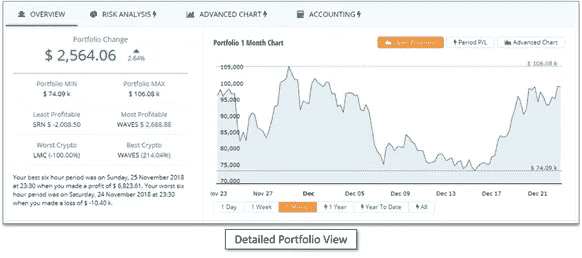 OVERVIEW
RISK ANALYSIS
ADVANCED CHART
ACCOUNTING
Portfolio Change
$ 2,564.06
2.64%
Portfolio MIN
Portfolio MAX
$ 74.09 k
$ 106.08 k
Least Profitable
Most Profitable
SRN $ -2,008.50
WAVES $ 2,688.88
Worst Crypto
Best Crypto
LMC (-100.00%)
WAVES (214.04%)
Your best six hour period was on Sunday, 25 November 2018
at 23:30 when you made a profit of $ 6,823.61. Your worst six
hour period was on Saturday, 24 November 2018 at 23:30
when you made a loss of $ -10.40 k.
Portfolio 1 Month Chart
Period P/L
Advanced Chart
$ 106.08 k
105,000
100,000
95,000
90,000
85,000
80,000
75,000
70,000
$ 74.09 k
Nov 23
Nov 27
Dec
Dec 05
Dec 09
Dec 13
Dec 17
Dec 21
1 Day
1 Week
1 Month
1 Year
Year To Date
All
Detailed Portfolio View